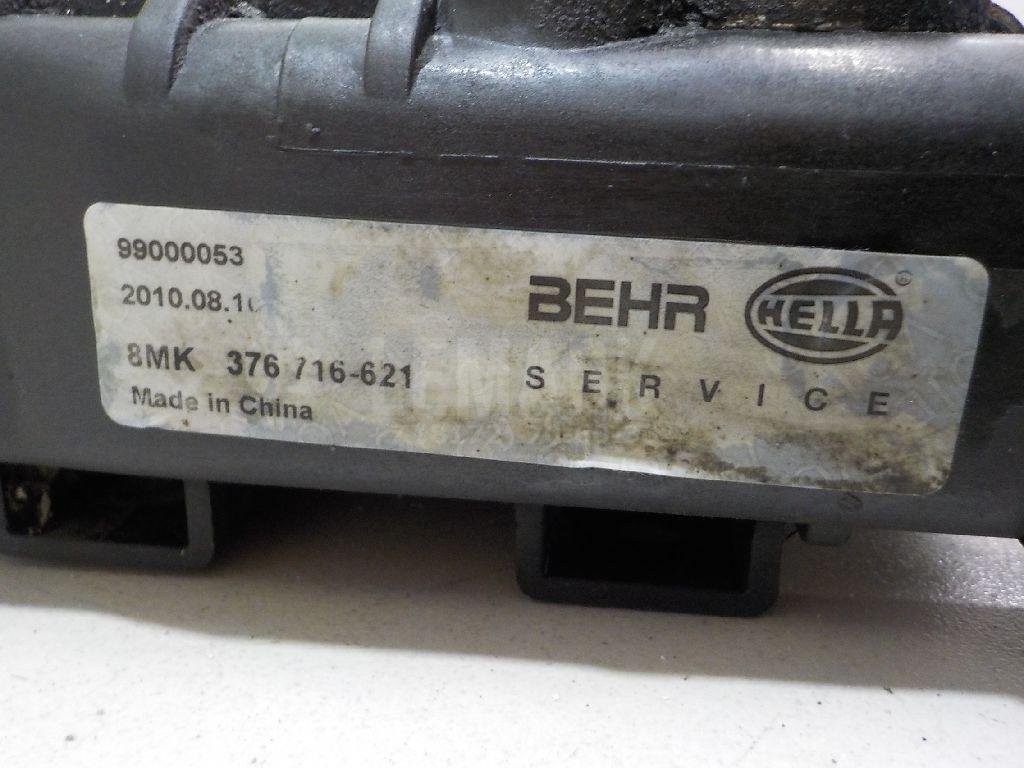 99000053
2010.08.1
8MK 376 716-621
Made in China
BEHR HELLA ®
SERVICE